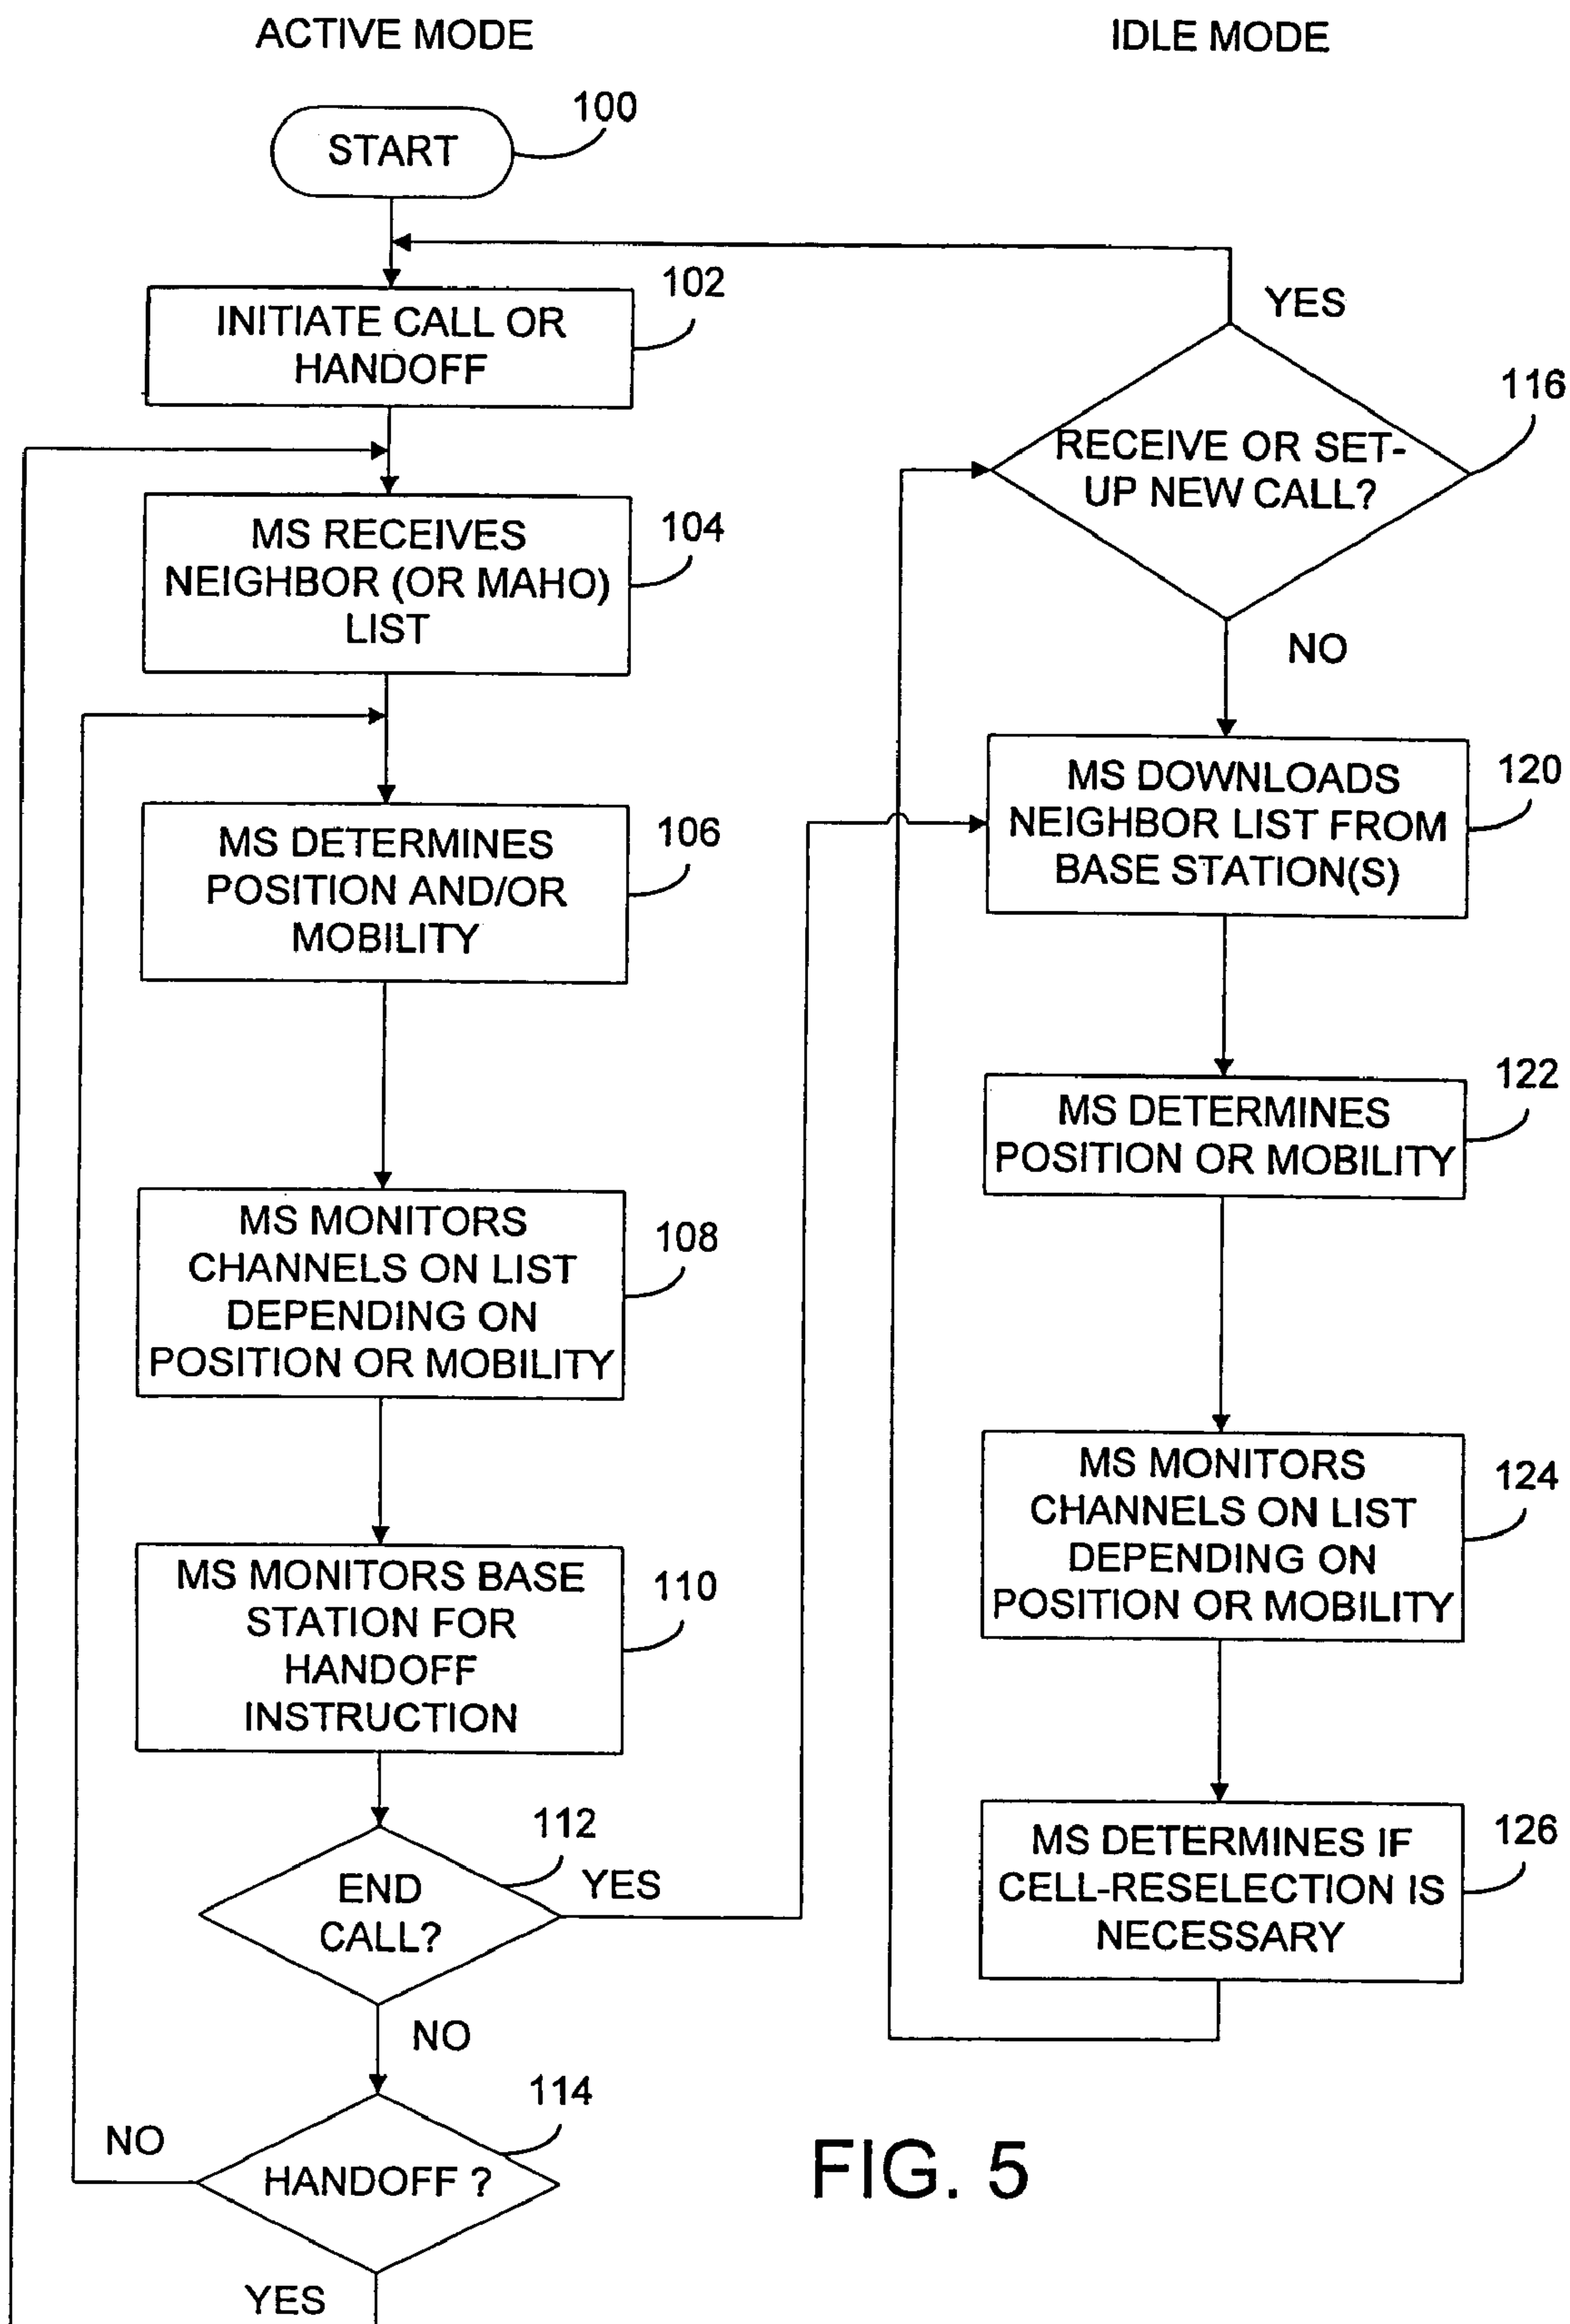 ACTIVE MODE
START
100
INITIATE CALL OR
HANDOFF
102
MS RECEIVES
NEIGHBOR (OR MAHO)
LIST
104
MS DETERMINES
POSITION AND/OR
MOBILITY
106
MS MONITORS
CHANNELS ON LIST
DEPENDING ON
POSITION OR MOBILITY
108
MS MONITORS BASE
STATION FOR
HANDOFF
INSTRUCTION
110
END
CALL?
112
YES
NO
HANDOFF ?
114
NO
YES
IDLE MODE
YES
RECEIVE OR SET-
UP NEW CALL?
116
NO
MS DOWNLOADS
NEIGHBOR LIST FROM
BASE STATION(S)
120
MS DETERMINES
POSITION OR MOBILITY
122
MS MONITORS
CHANNELS ON LIST
DEPENDING ON
POSITION OR MOBILITY
124
MS DETERMINES IF
CELL-RESELECTION IS
NECESSARY
126
FIG. 5